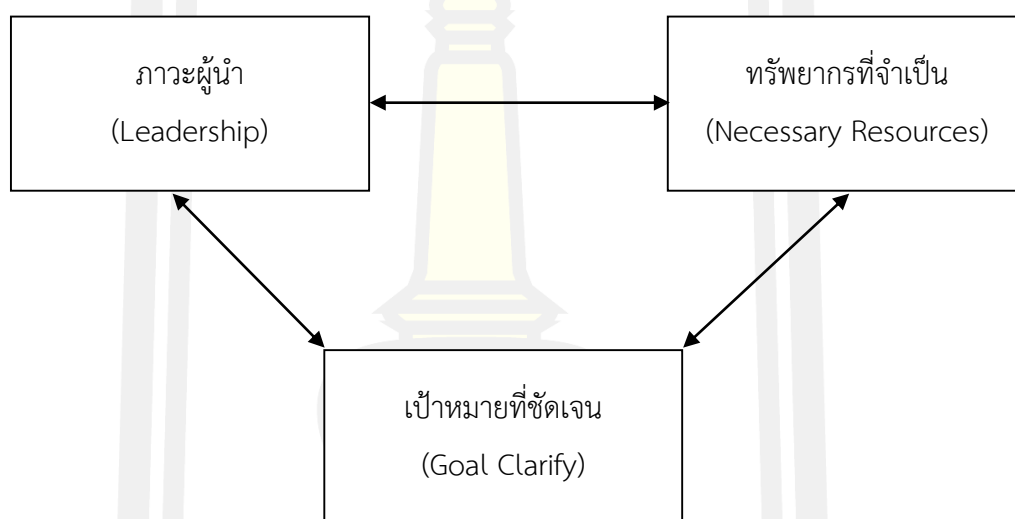 ภาวะผู้นำ
(Leadership)
ทรัพยากรที่จำเป็น
(Necessary Resources)
เป้าหมายที่ชัดเจน
(Goal Clarify)